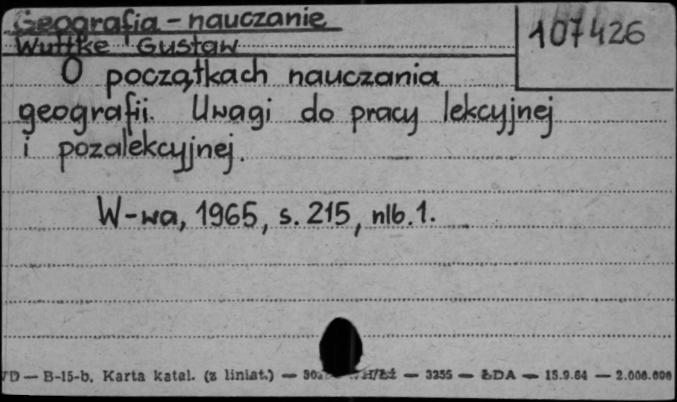 Geografia - nauczanie
107426
Wuttke Gustaw
O początkach nauczania
geografii. Uwagi do pracy lekcyjnej
i pozalekcyjnej.
W-wa, 1965, s. 215, nlb. 1.
B-15-b. Karta katal. (z liniat.) — — 3255 — ŁDA — 15.9.64 — 2.000.000